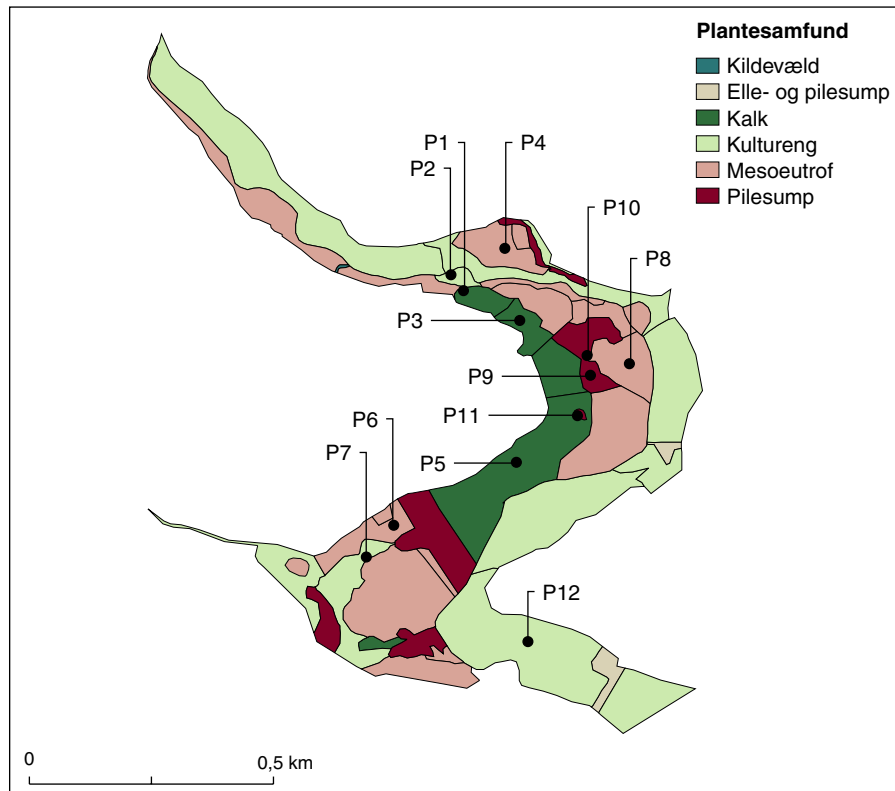 Plantesamfund
Kildevæld
Elle- og pilesump
Kalk
Kultureng
Mesoeutrof
Pilesump
P1
P4
P2
P10
P8
P3
P9
P11
P6
P7
P5
P12
0
0,5 km